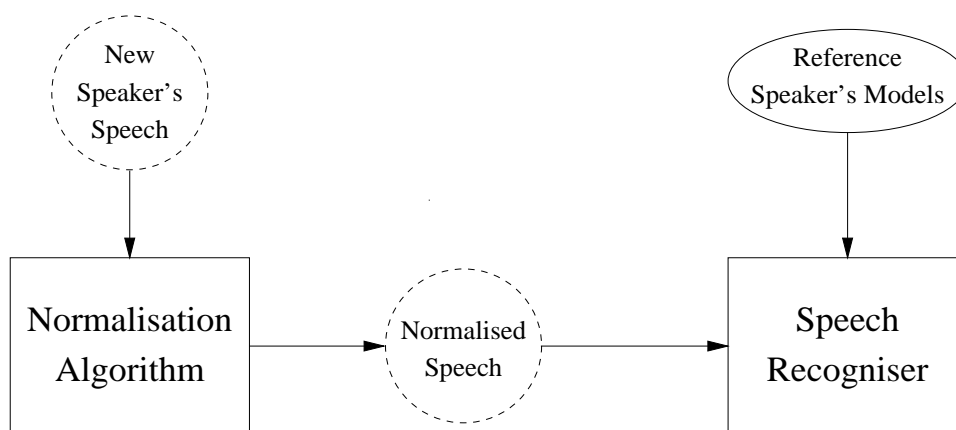 New
Speaker's
Speech
Reference
Speaker's Models
Normalisation
Algorithm
Normalised
Speech
Speech
Recogniser